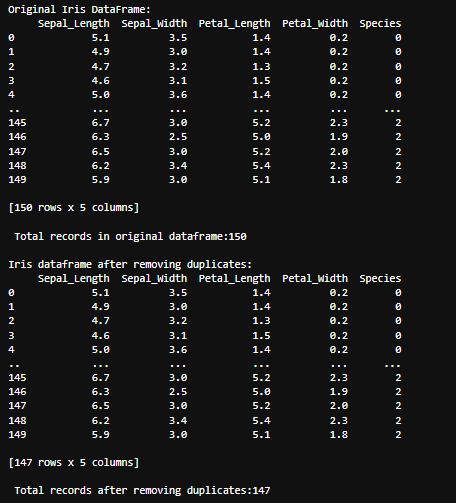 Original Iris DataFrame:
     Sepal_Length  Sepal_Width  Petal_Length  Petal_Width  Species
0             5.1          3.5           1.4          0.2        0
1             4.9          3.0           1.4          0.2        0
2             4.7          3.2           1.3          0.2        0
3             4.6          3.1           1.5          0.2        0
4             5.0          3.6           1.4          0.2        0
..            ...          ...           ...          ...      ...
145           6.7          3.0           5.2          2.3        2
146           6.3          2.5           5.0          1.9        2
147           6.5          3.0           5.2          2.0        2
148           6.2          3.4           5.4          2.3        2
149           5.9          3.0           5.1          1.8        2
[150 rows x 5 columns]
Total records in original dataframe:150
Iris dataframe after removing duplicates:
     Sepal_Length  Sepal_Width  Petal_Length  Petal_Width  Species
0             5.1          3.5           1.4          0.2        0
1             4.9          3.0           1.4          0.2        0
2             4.7          3.2           1.3          0.2        0
3             4.6          3.1           1.5          0.2        0
4             5.0          3.6           1.4          0.2        0
..            ...          ...           ...          ...      ...
145           6.7          3.0           5.2          2.3        2
146           6.3          2.5           5.0          1.9        2
147           6.5          3.0           5.2          2.0        2
148           6.2          3.4           5.4          2.3        2
149           5.9          3.0           5.1          1.8        2
[147 rows x 5 columns]
Total records after removing duplicates:147